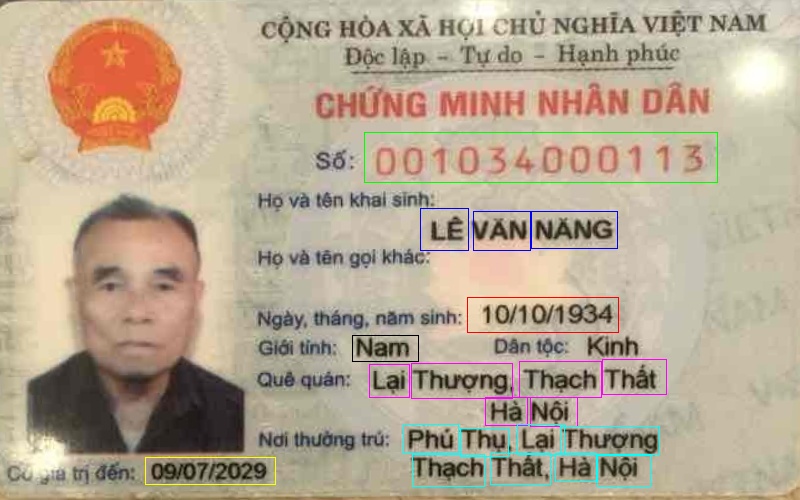 CỘNG HÒA XÃ HỘI CHỦ NGHĨA VIỆT NAM
Độc lập - Tự do - Hạnh phúc
CHỨNG MINH NHÂN DÂN
Số: 001034000113
Họ và tên khai sinh:
LÊ VĂN NĂNG
Họ và tên gọi khác:
Ngày, tháng, năm sinh: 10/10/1934
Giới tính: Nam Dân tộc: Kinh
Quê quán: Lại Thượng, Thạch Thất
Hà Nội
Nơi thường trú: Phú Thụ, Lại Thượng
Thạch Thất, Hà Nội
Có giá trị đến: 09/07/2029